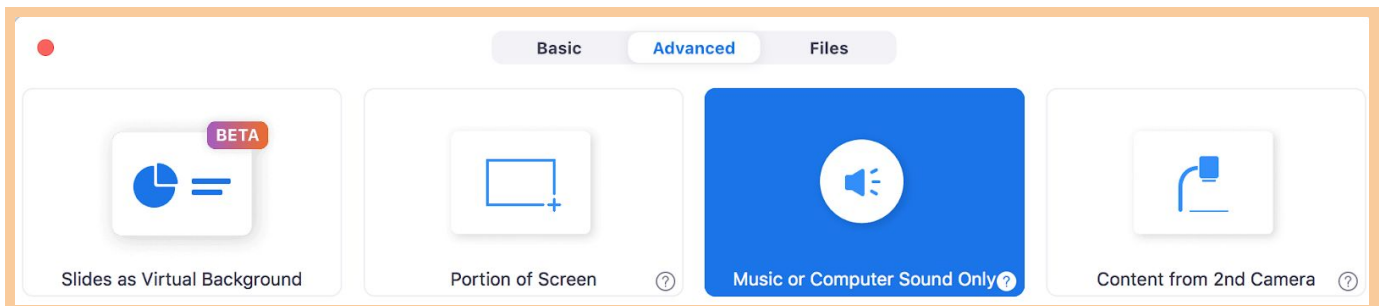 Basic Advanced Files
BETA
Slides as Virtual Background
Portion of Screen ?
Music or Computer Sound Only ?
Content from 2nd Camera ?